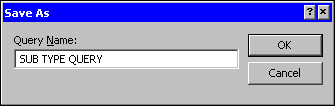 Save As
Query Name:
OK
SUB TYPE QUERY
Cancel